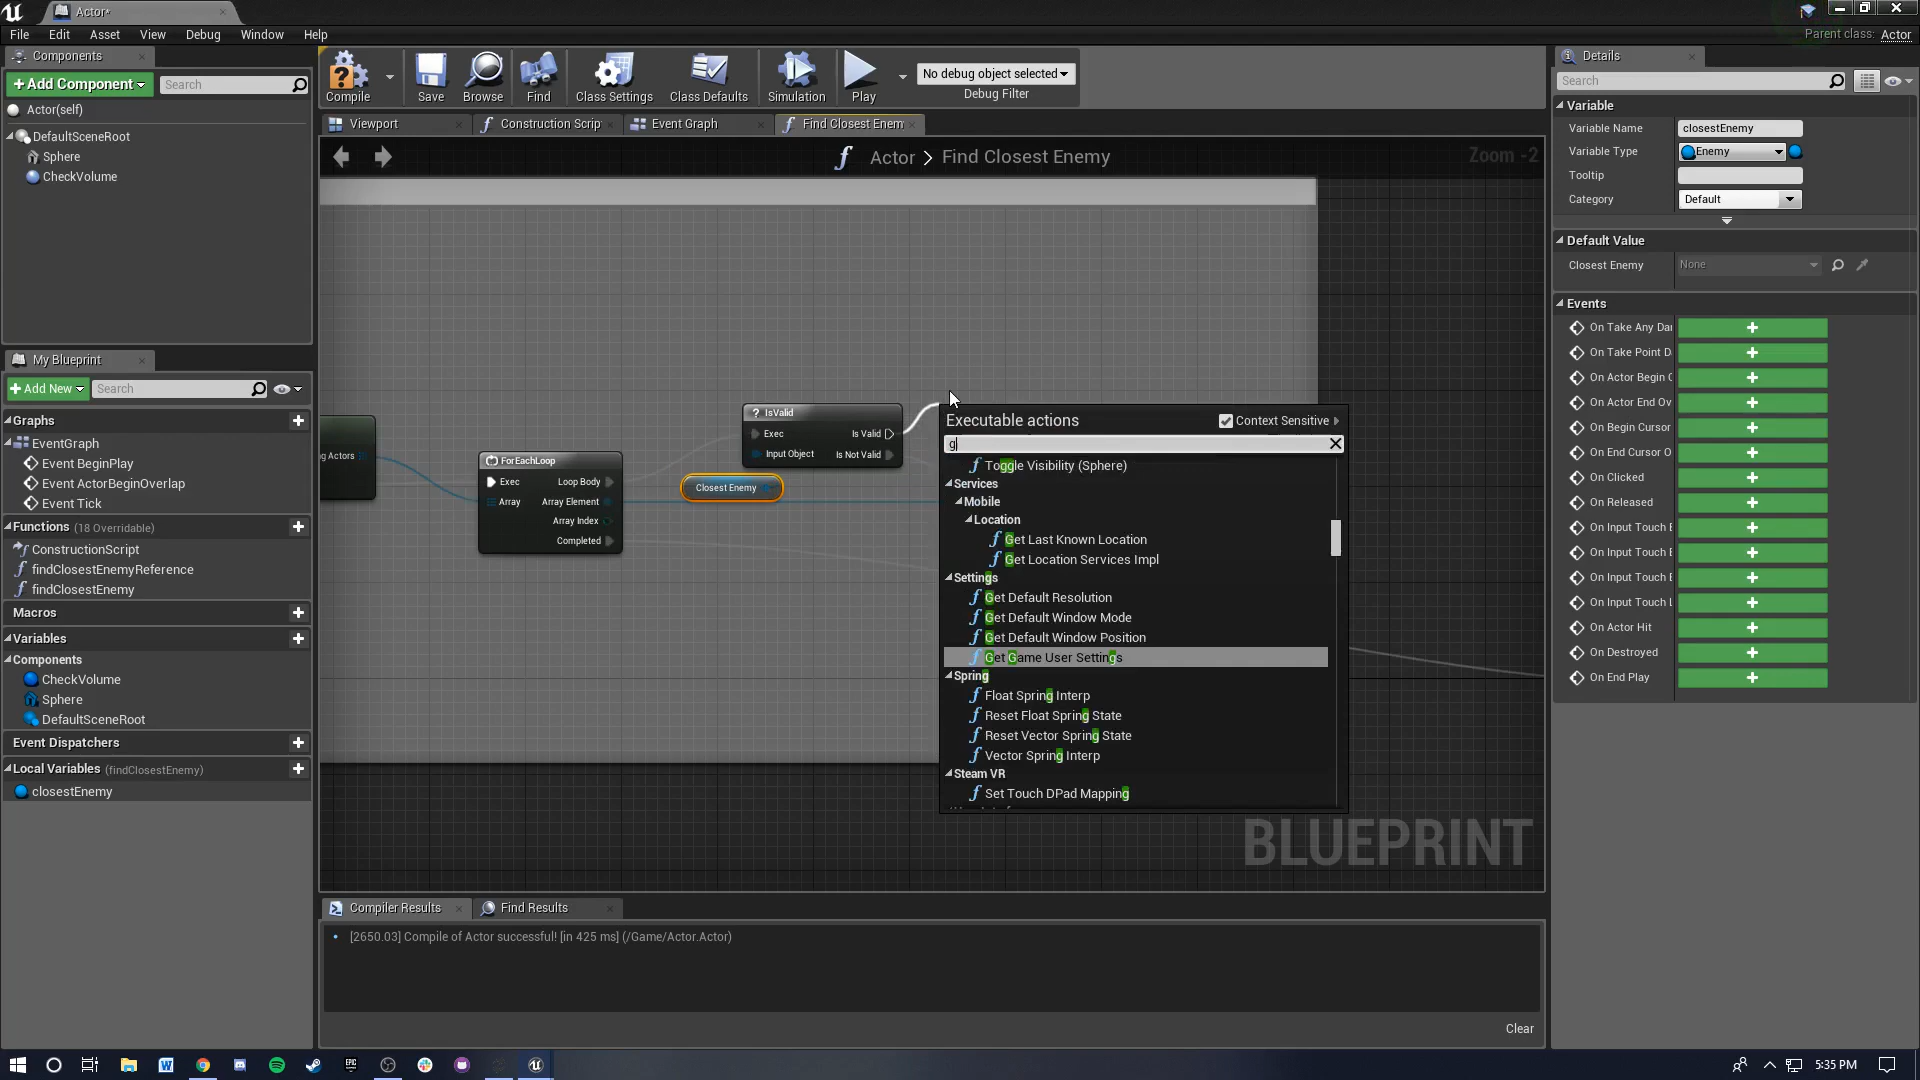 Actor*
File Edit Asset View Debug Window Help
Parent class: Actor
Components
+ Add Component Search
Actor(self)
DefaultSceneRoot
Sphere
CheckVolume
My Blueprint
+ Add New Search
Graphs
EventGraph
Event BeginPlay
Event ActorBeginOverlap
Event Tick
Functions (18 Overridable)
ConstructionScript
findClosestEnemyReference
findClosestEnemy
Macros
Variables
Components
CheckVolume
Sphere
DefaultSceneRoot
Event Dispatchers
Local Variables (findClosestEnemy)
closestEnemy
Compile Save Browse Find Class Settings Class Defaults Simulation Play
No debug object selected
Debug Filter
Viewport Construction Scrip Event Graph Find Closest Enem
Actor > Find Closest Enemy
Zoom -2
ng Actors
ForEachLoop
Exec Loop Body
Array Array Element
Array Index
Completed
Closest Enemy
? IsValid
Exec Is Valid
Input Object Is Not Valid
Executable actions
Context Sensitive
g
Toggle Visibility (Sphere)
Services
Mobile
Location
Get Last Known Location
Get Location Services Impl
Settings
Get Default Resolution
Get Default Window Mode
Get Default Window Position
Get Game User Settings
Spring
Float Spring Interp
Reset Float Spring State
Reset Vector Spring State
Vector Spring Interp
Steam VR
Set Touch DPad Mapping
BLUEPRINT
Compiler Results Find Results
[2650.03] Compile of Actor successful! [in 425 ms] (/Game/Actor.Actor)
Clear
Details
Search
Variable
Variable Name closestEnemy
Variable Type Enemy
Tooltip
Category Default
Default Value
Closest Enemy None
Events
On Take Any Da
On Take Point D
On Actor Begin C
On Actor End Ov
On Begin Cursor
On End Cursor O
On Clicked
On Released
On Input Touch B
On Input Touch E
On Input Touch E
On Input Touch L
On Actor Hit
On Destroyed
On End Play
5:35 PM